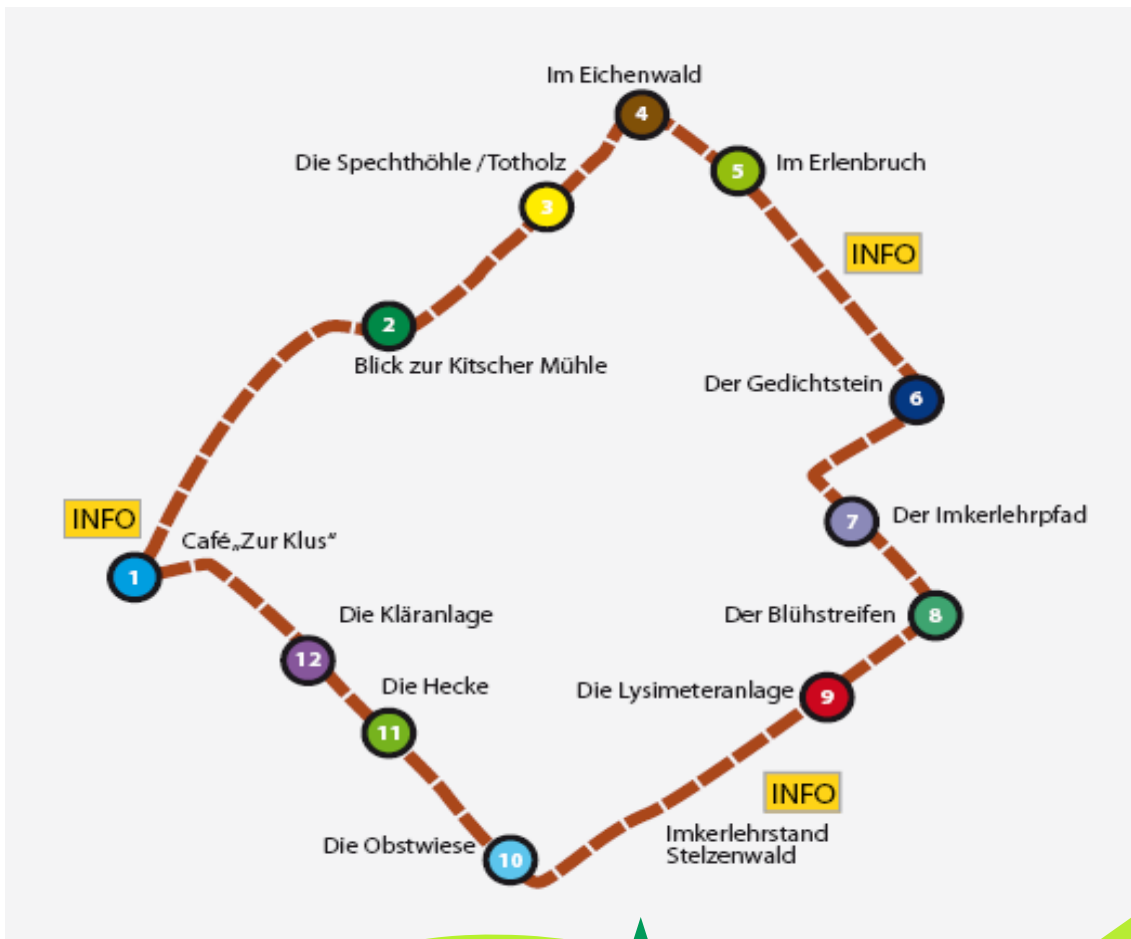 Im Eichenwald
4
Die Spechthöhle /Totholz
5
Im Erlenbruch
3
INFO
2
Blick zur Kitscher Mühle
Der Gedichtstein
6
INFO
Café„Zur Klus“
7
Der Imkerlehrpfad
1
Die Kläranlage
Der Blühstreifen
8
12
Die Hecke
Die Lysimeteranlage
9
11
INFO
Imkerlehrstand
Stelzenwald
Die Obstwiese
10